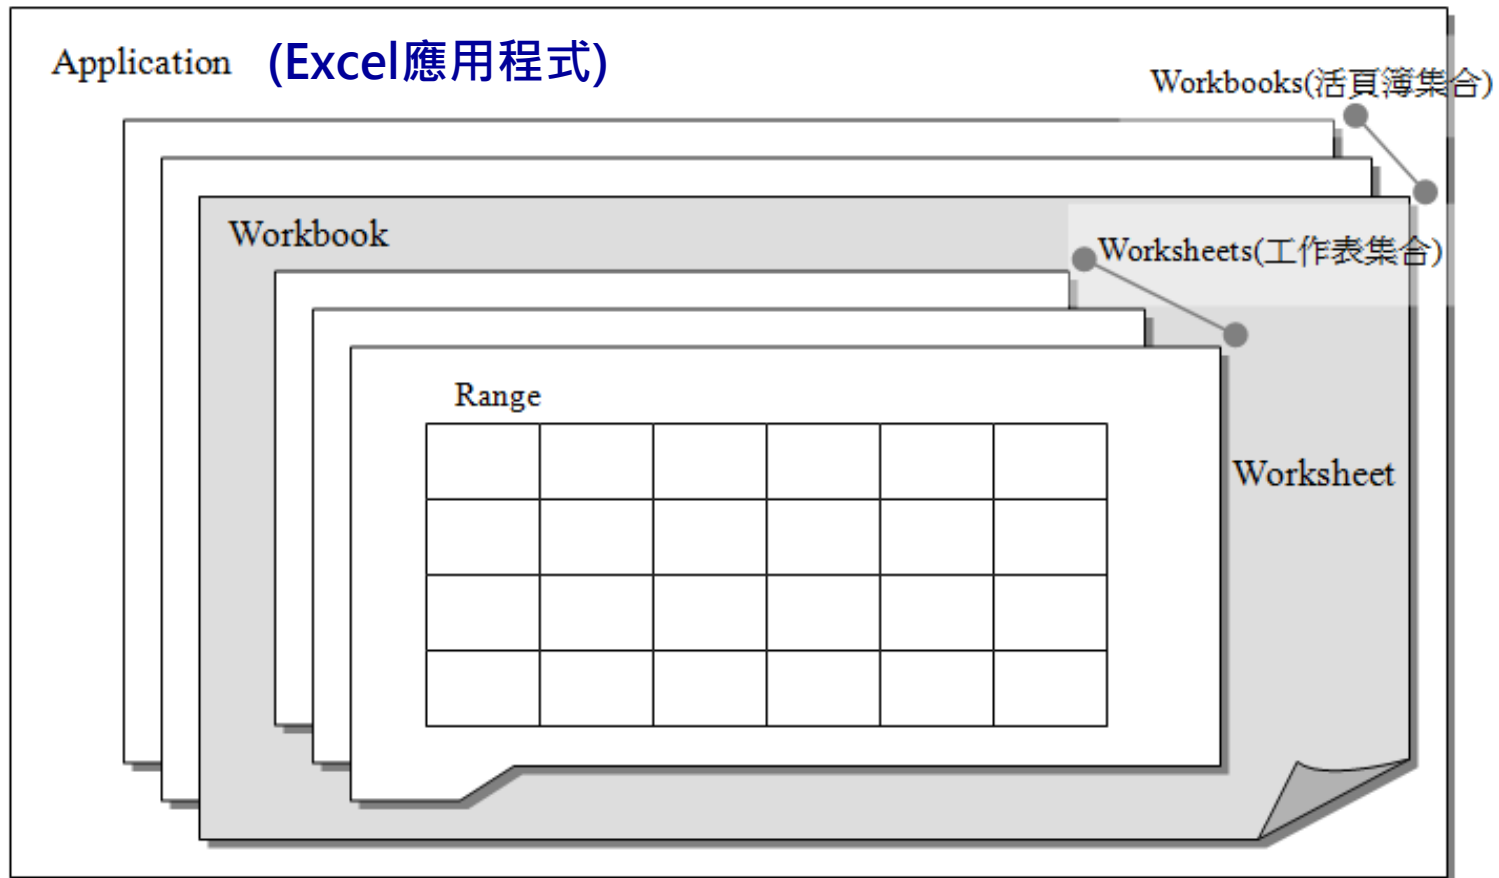 Application (Excel應用程式)
Workbooks(活頁簿集合)
Workbook
Worksheets(工作表集合)
Range
Worksheet